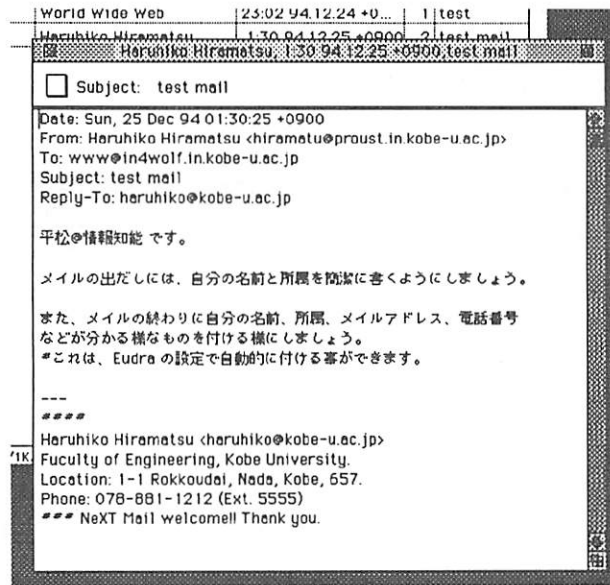 World Wide Web 23:02 94.12.24 +0... 1 test
Haruhiko Hiramatsu 1:30 94.12.25 +0900 2 test mail
Haruhiko Hiramatsu, 1:30 94.12.25 +0900,test mail
Subject: test mail
Date: Sun, 25 Dec 94 01:30:25 +0900
From: Haruhiko Hiramatsu <hiramatu@proust.in.kobe-u.ac.jp>
To: www@in4wolf.in.kobe-u.ac.jp
Subject: test mail
Reply-To: haruhiko@kobe-u.ac.jp
平松@情報知能 です。
メイルの出だしには、自分の名前と所属を簡潔に書くようにしましょう。
また、メイルの終わりに自分の名前、所属、メイルアドレス、電話番号
などが分かる様なものを付ける様にしましょう。
#これは、Eudra の設定で自動的に付ける事ができます。
---
####
Haruhiko Hiramatsu <haruhiko@kobe-u.ac.jp>
Fuculty of Engineering, Kobe University.
Location: 1-1 Rokkoudai, Nada, Kobe, 657.
Phone: 078-881-1212 (Ext. 5555)
### NeXT Mail welcome!! Thank you.